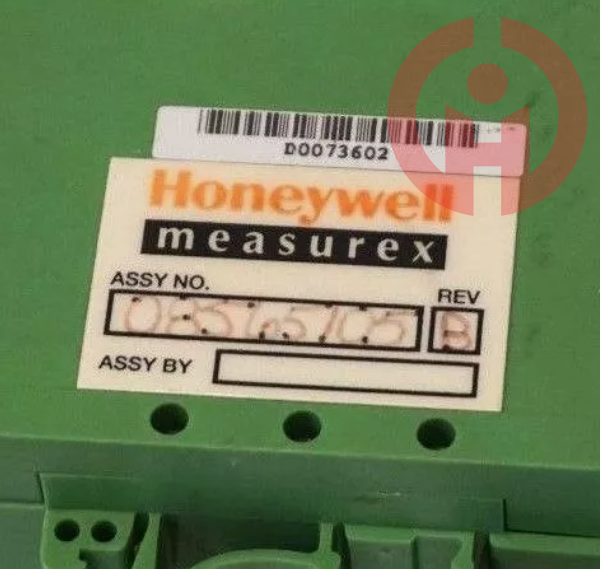 D0073602
Honeywell
measurex
ASSY NO.
REV
08565105
B
ASSY BY